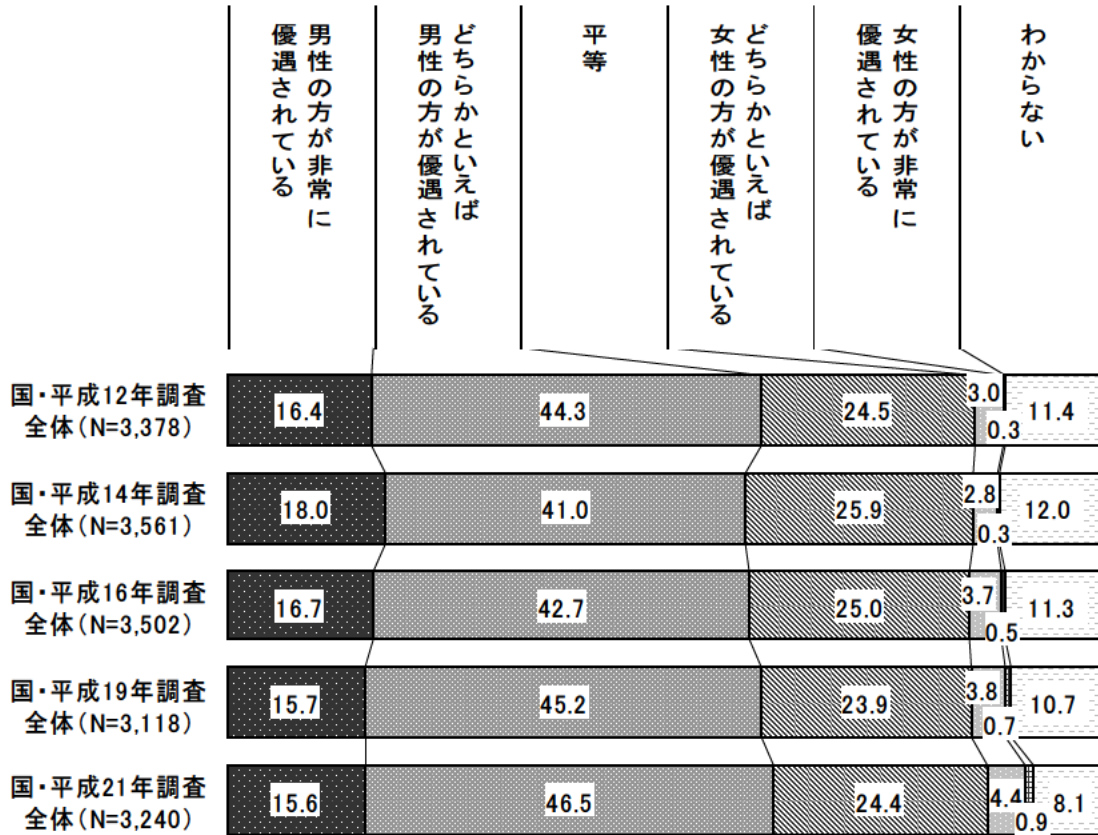 男性の方が非常に
優遇されている
どちらかといえば
男性の方が優遇されている
平等
どちらかといえば
女性の方が優遇されている
女性の方が非常に
優遇されている
わからない
国・平成12年調査
全体(N=3,378)
16.4
44.3
24.5
3.0
0.3
11.4
国・平成14年調査
全体(N=3,561)
18.0
41.0
25.9
2.8
0.3
12.0
国・平成16年調査
全体(N=3,502)
16.7
42.7
25.0
3.7
0.5
11.3
国・平成19年調査
全体(N=3,118)
15.7
45.2
23.9
3.8
0.7
10.7
国・平成21年調査
全体(N=3,240)
15.6
46.5
24.4
4.4
0.9
8.1